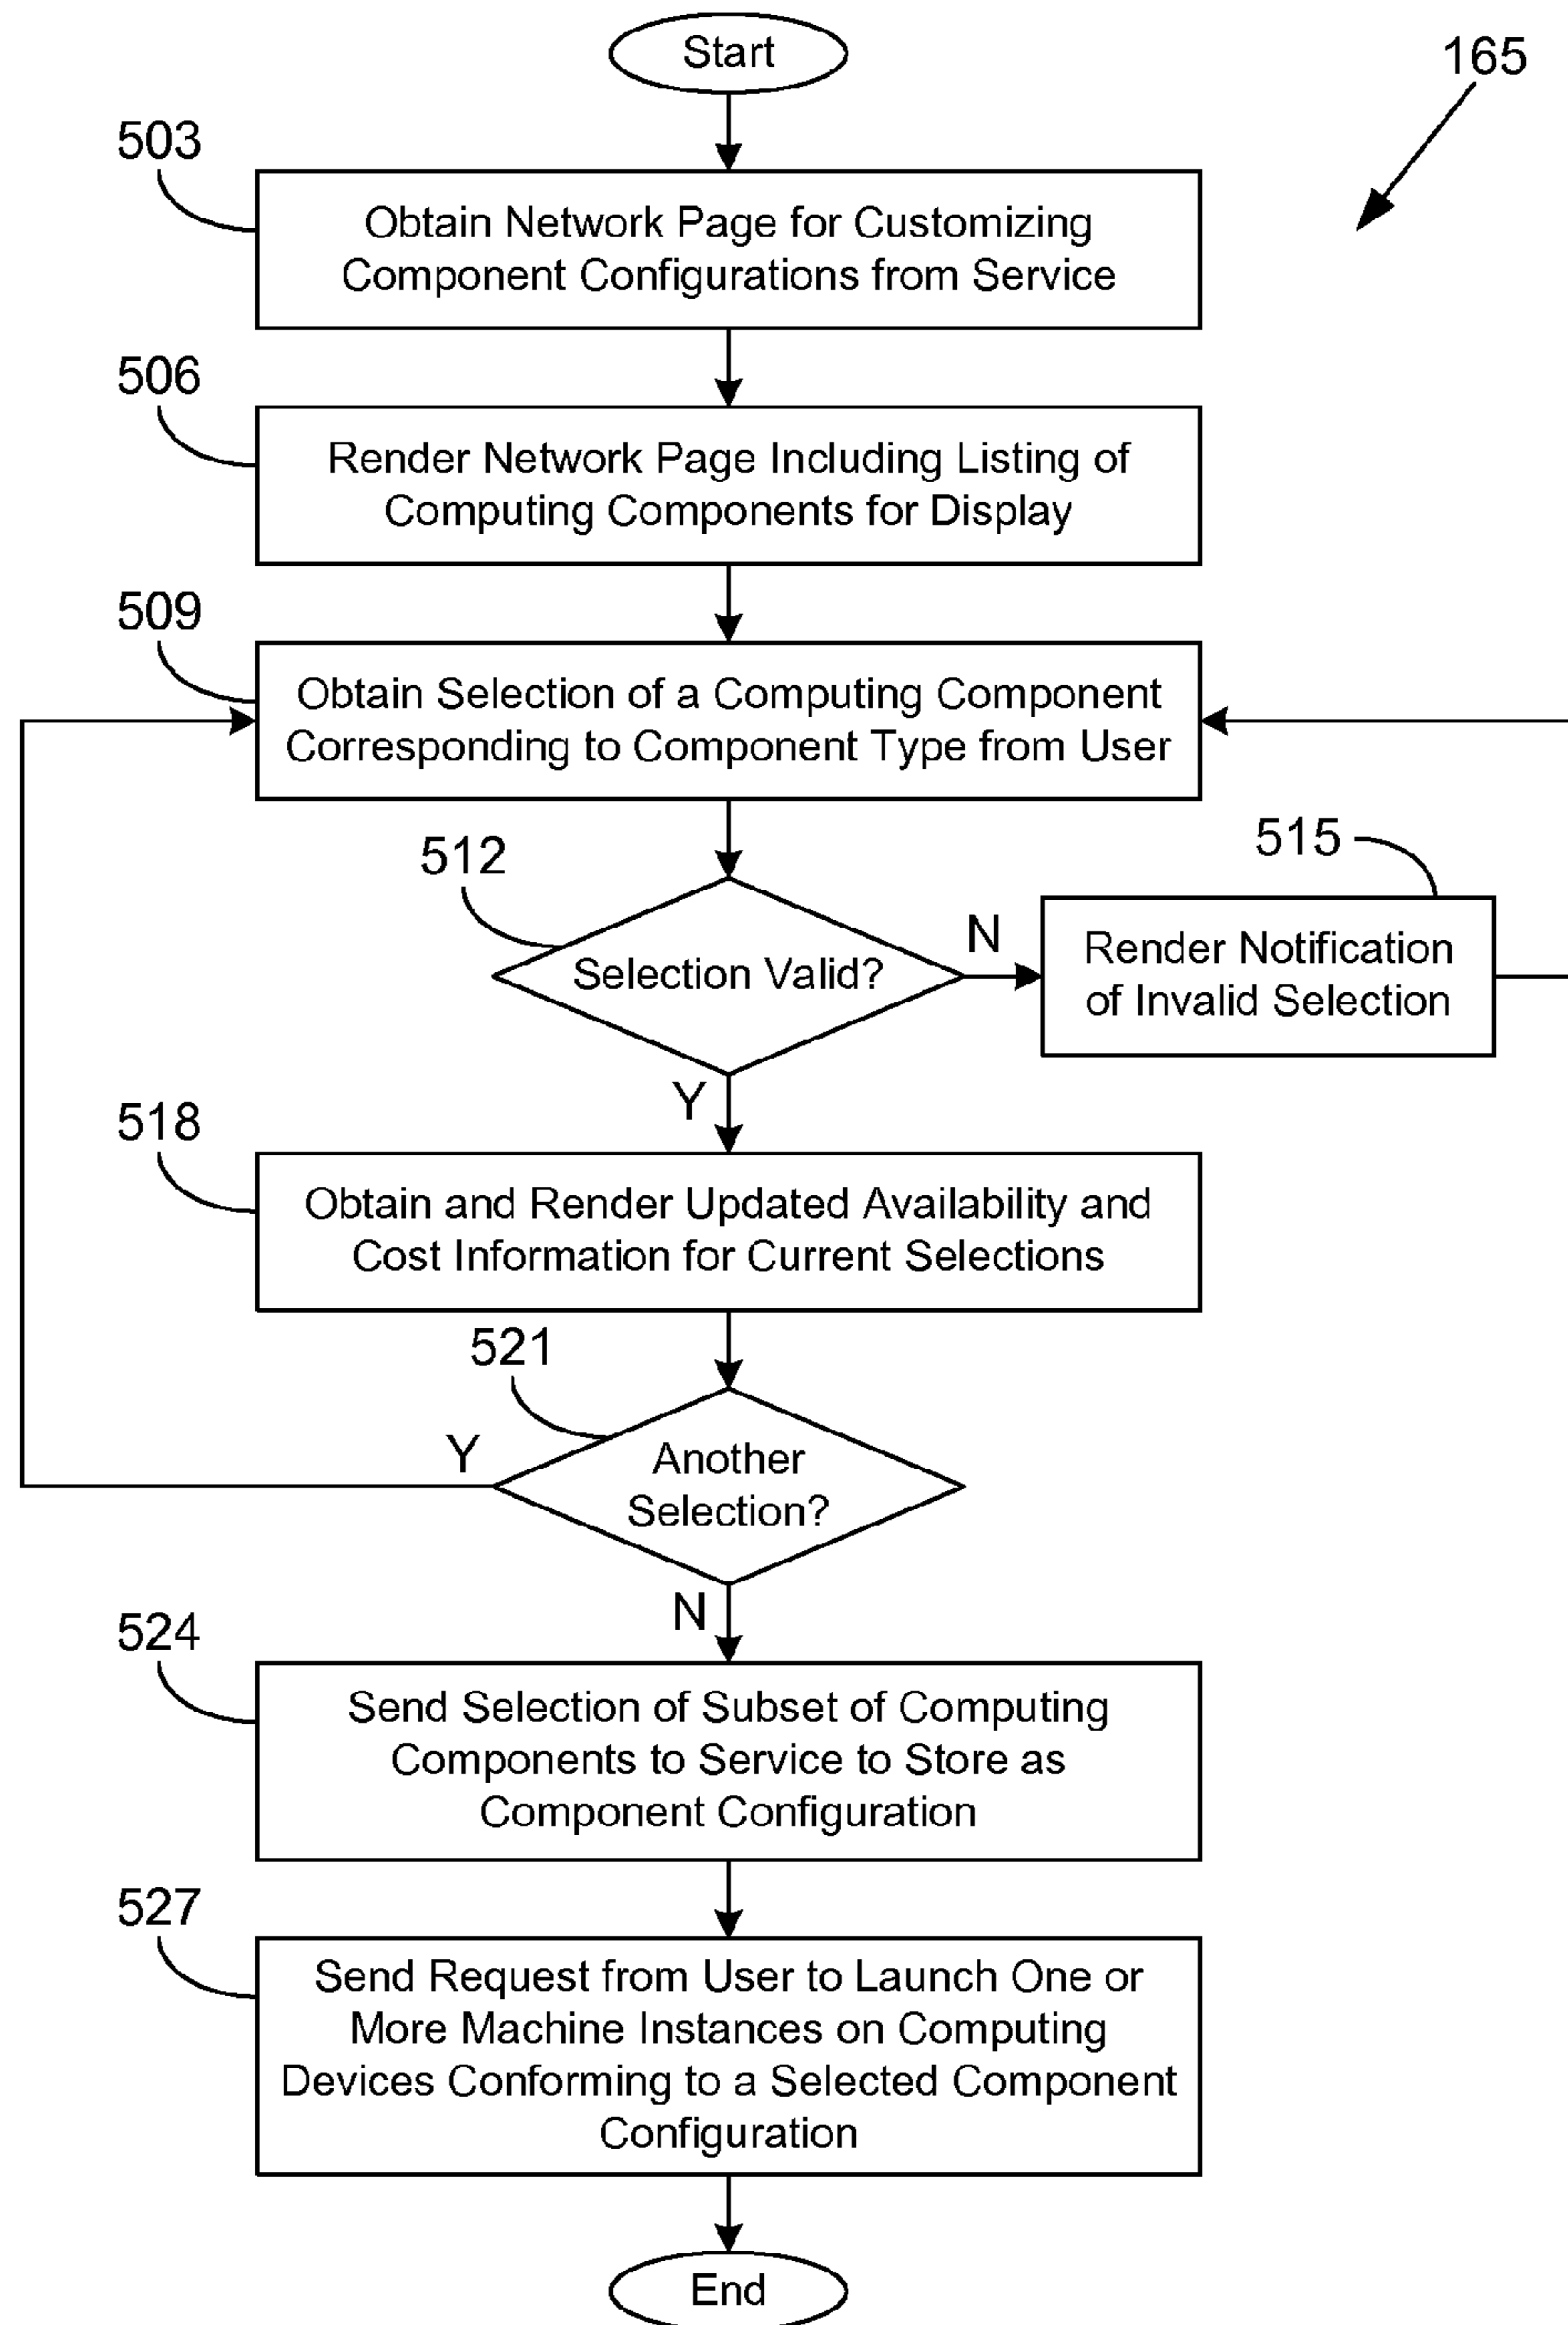 Start
165
503
Obtain Network Page for Customizing
Component Configurations from Service
506
Render Network Page Including Listing of
Computing Components for Display
509
Obtain Selection of a Computing Component
Corresponding to Component Type from User
512
Selection Valid?
N
515
Render Notification
of Invalid Selection
Y
518
Obtain and Render Updated Availability and
Cost Information for Current Selections
521
Another
Selection?
Y
N
524
Send Selection of Subset of Computing
Components to Service to Store as
Component Configuration
527
Send Request from User to Launch One or
More Machine Instances on Computing
Devices Conforming to a Selected Component
Configuration
End